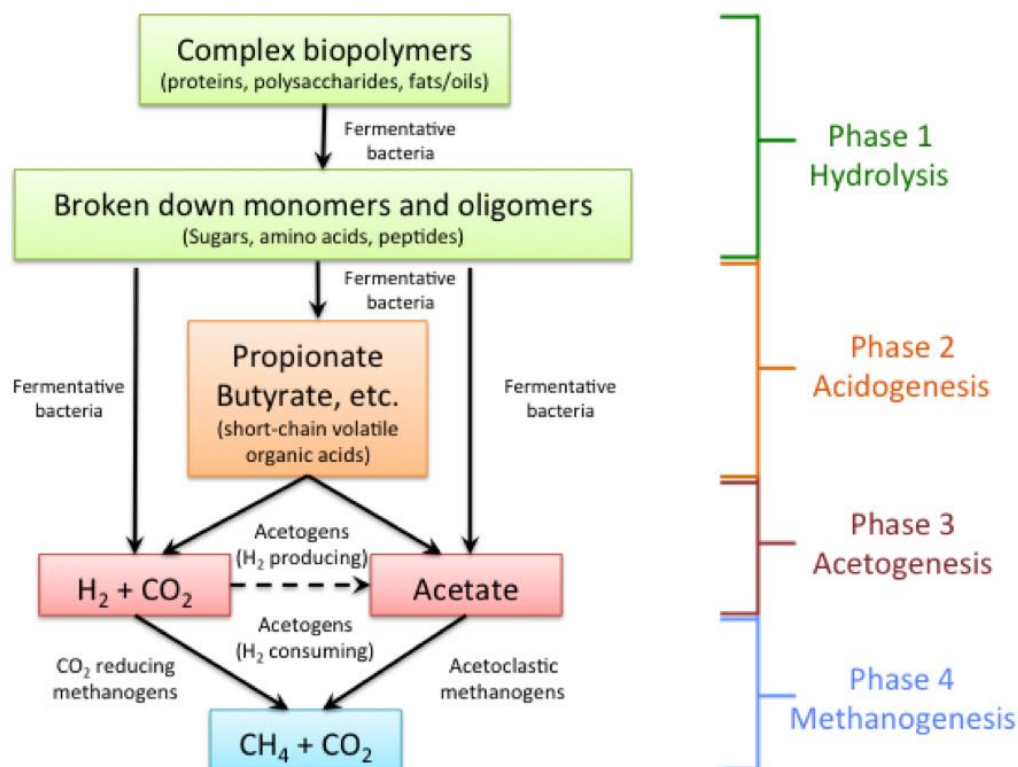 Complex biopolymers
(proteins, polysaccharides, fats/oils)
Fermentative
bacteria
Phase 1
Hydrolysis
Broken down monomers and oligomers
(Sugars, amino acids, peptides)
Fermentative
bacteria
Propionate
Butyrate, etc.
(short-chain volatile
organic acids)
Fermentative
bacteria
Fermentative
bacteria
Phase 2
Acidogenesis
Acetogens
(H₂ producing)
H₂ + CO₂
Acetate
Acetogens
(H₂ consuming)
Phase 3
Acetogenesis
CO₂ reducing
methanogens
Acetoclastic
methanogens
CH₄ + CO₂
Phase 4
Methanogenesis